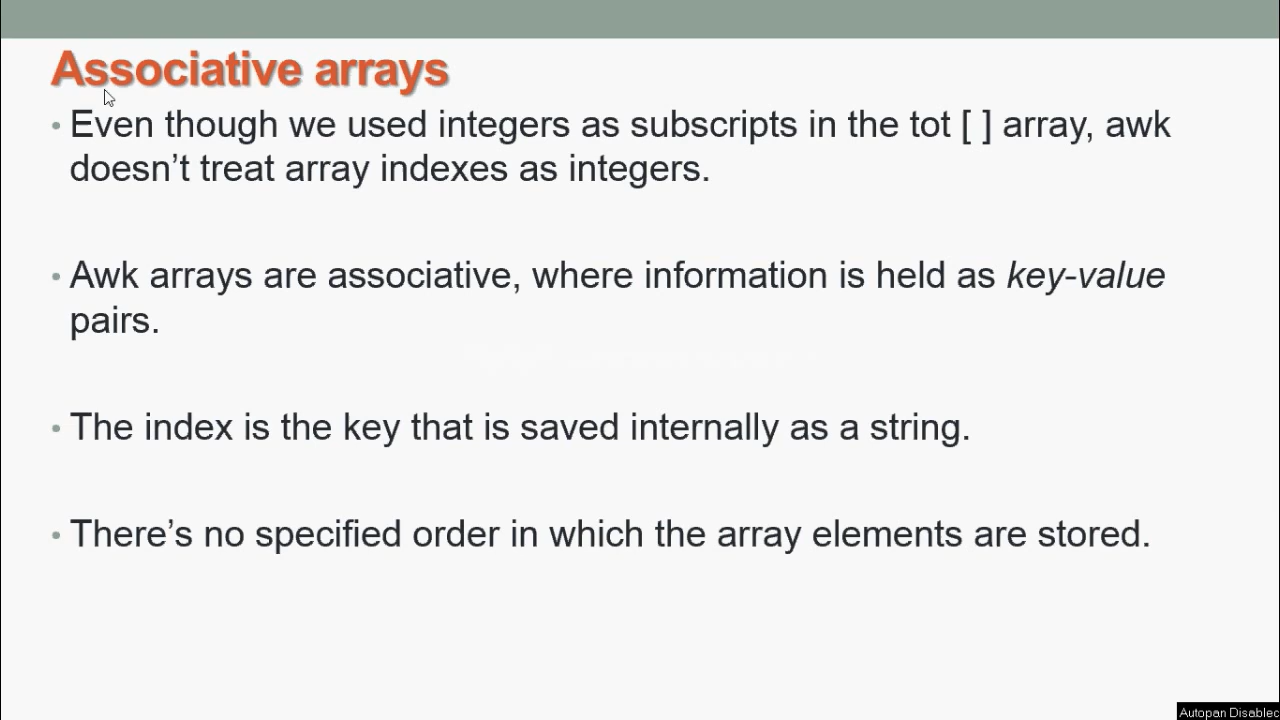 Associative arrays
• Even though we used integers as subscripts in the tot [ ] array, awk
doesn’t treat array indexes as integers.
• Awk arrays are associative, where information is held as key-value
pairs.
• The index is the key that is saved internally as a string.
• There’s no specified order in which the array elements are stored.
Autopan Disabled